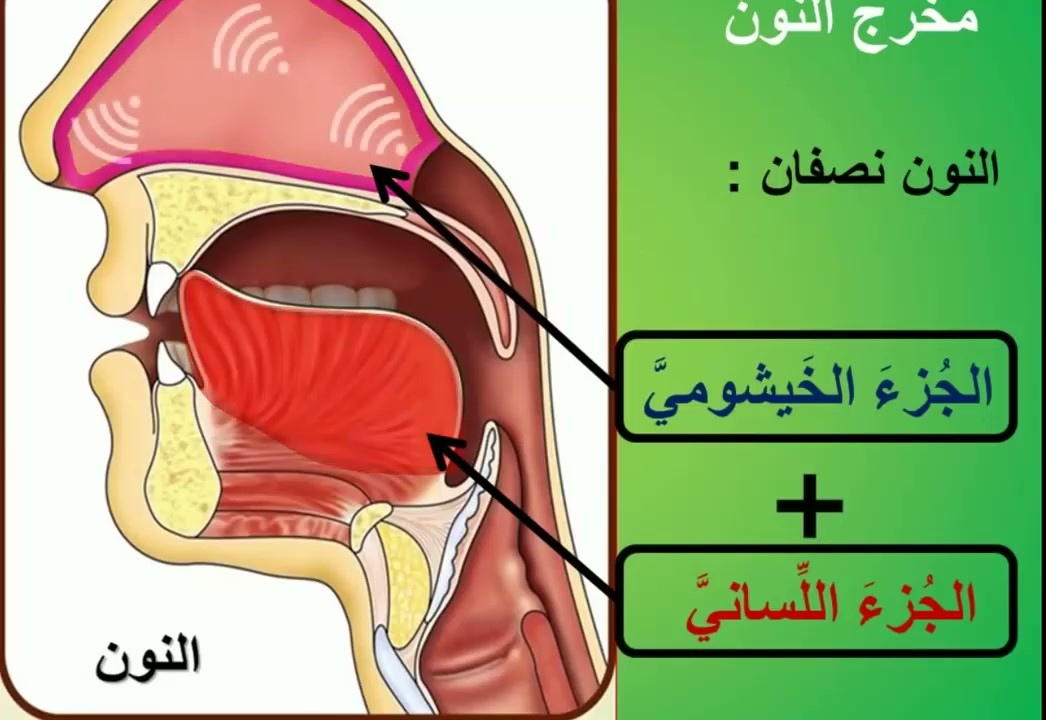 مخرج النون
النون نصفان :
الجُزءَ الخَيشوميَّ
+
الجُزءَ اللِّسانيَّ
النون